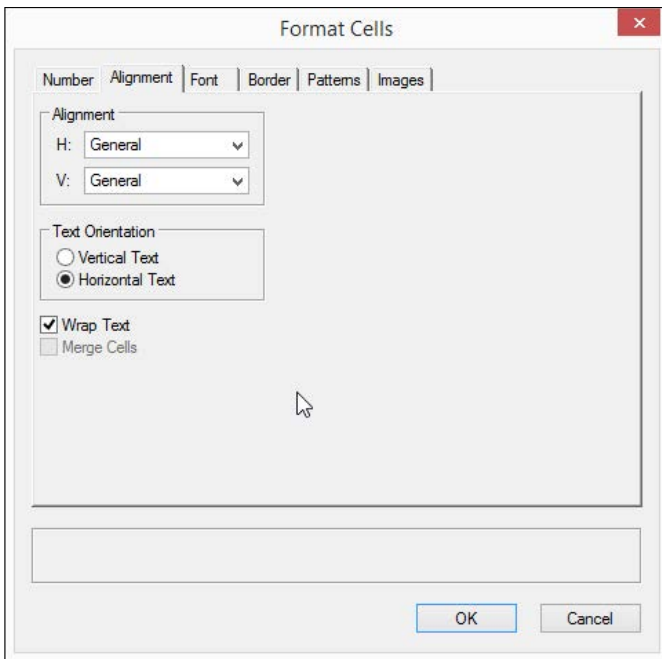 Format Cells
Number Alignment Font Border Patterns Images
Alignment
H: General
V: General
Text Orientation
Vertical Text
Horizontal Text
Wrap Text
Merge Cells
OK Cancel